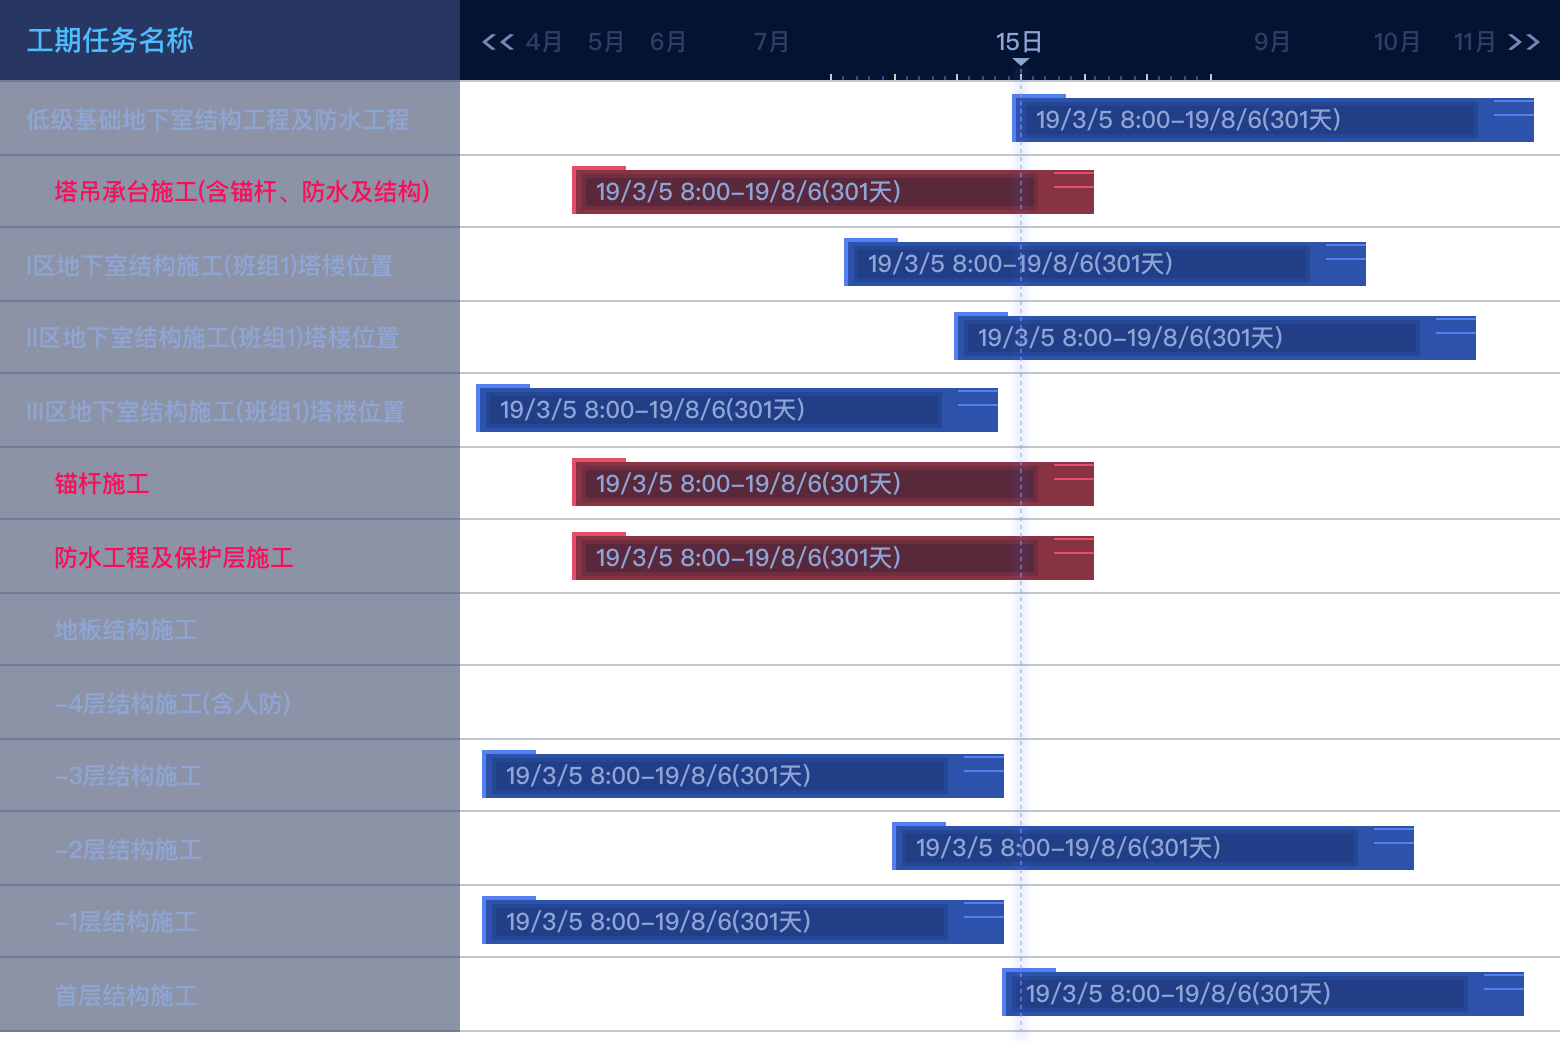 工期任务名称 << 4月 5月 6月 7月 15日 9月 10月 11月 >>
低级基础地下室结构工程及防水工程 19/3/5 8:00–19/8/6(301天)
塔吊承台施工(含锚杆、防水及结构) 19/3/5 8:00–19/8/6(301天)
I区地下室结构施工(班组1)塔楼位置 19/3/5 8:00–19/8/6(301天)
II区地下室结构施工(班组1)塔楼位置 19/3/5 8:00–19/8/6(301天)
III区地下室结构施工(班组1)塔楼位置 19/3/5 8:00–19/8/6(301天)
锚杆施工 19/3/5 8:00–19/8/6(301天)
防水工程及保护层施工 19/3/5 8:00–19/8/6(301天)
地板结构施工
–4层结构施工(含人防)
–3层结构施工 19/3/5 8:00–19/8/6(301天)
–2层结构施工 19/3/5 8:00–19/8/6(301天)
–1层结构施工 19/3/5 8:00–19/8/6(301天)
首层结构施工 19/3/5 8:00–19/8/6(301天)